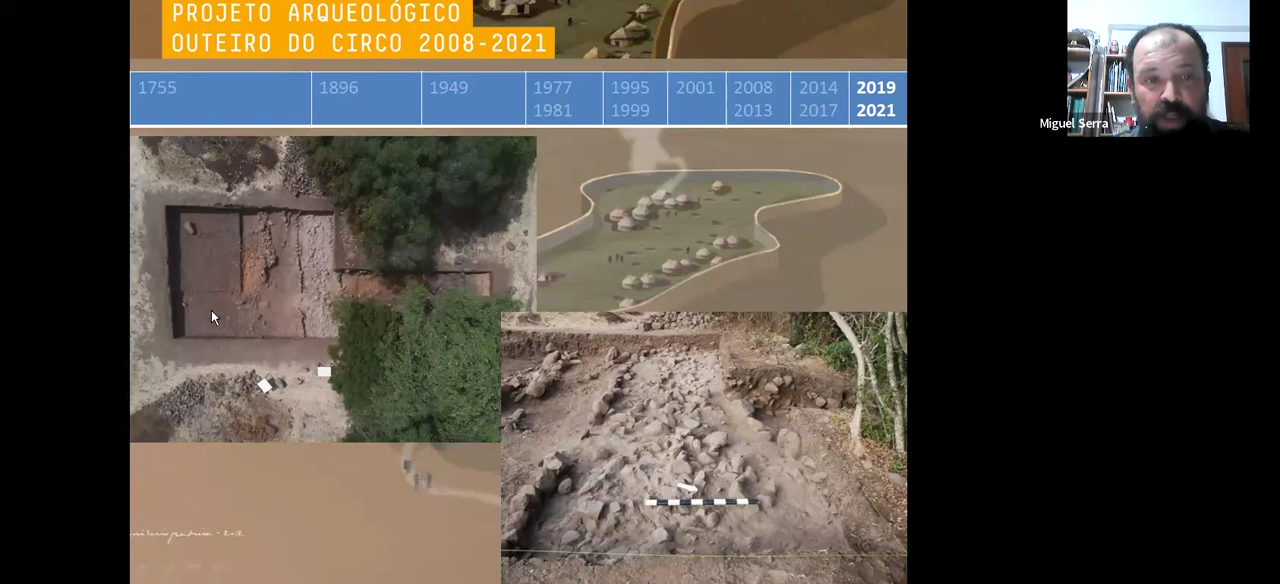 PROJETO ARQUEOLÓGICO
OUTEIRO DO CIRCO 2008-2021
1755 1896 1949 1977 1995 2001 2008 2014 2019
1981 1999 2013 2017 2021
Miguel Serra
2012